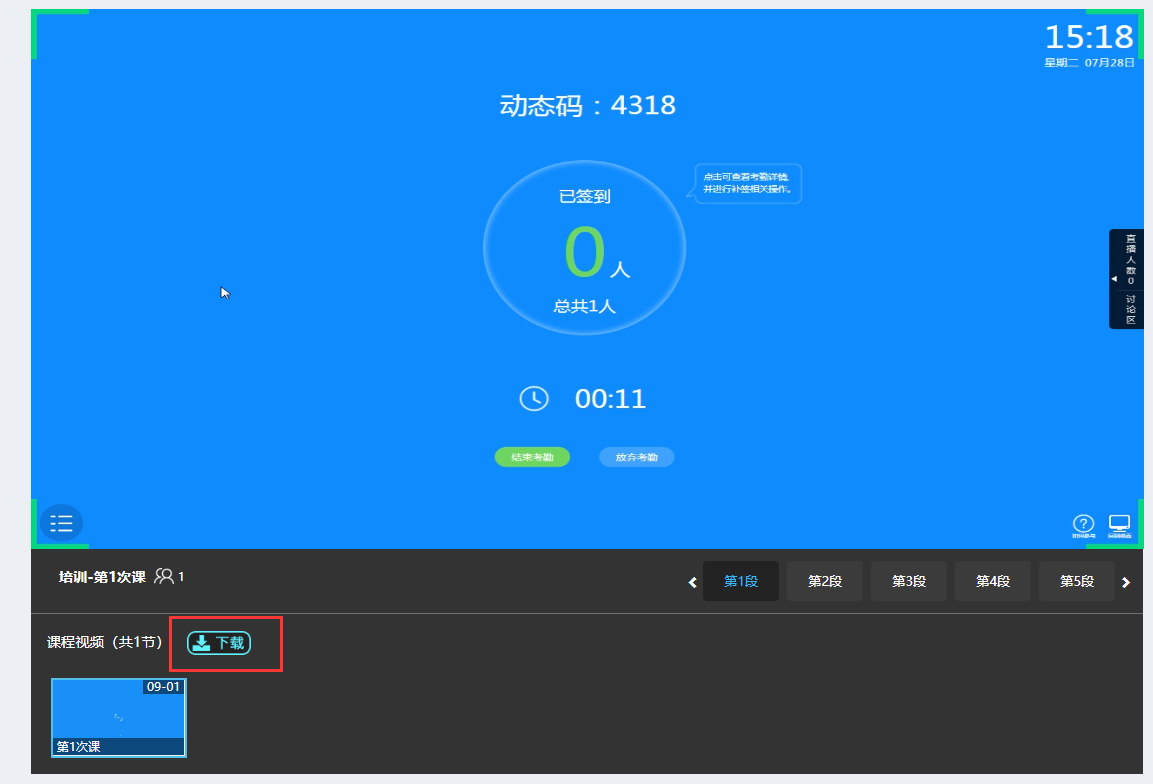 15:18
星期二 07月28日
动态码：4318
点击可查看考勤详情,
并进行补签相关操作。
已签到
0人
总共1人
直播人数0
讨论区
00:11
结束考勤
放弃考勤
培训-第1次课 1
第1段
第2段
第3段
第4段
第5段
课程视频（共1节）
下载
09-01
第1次课